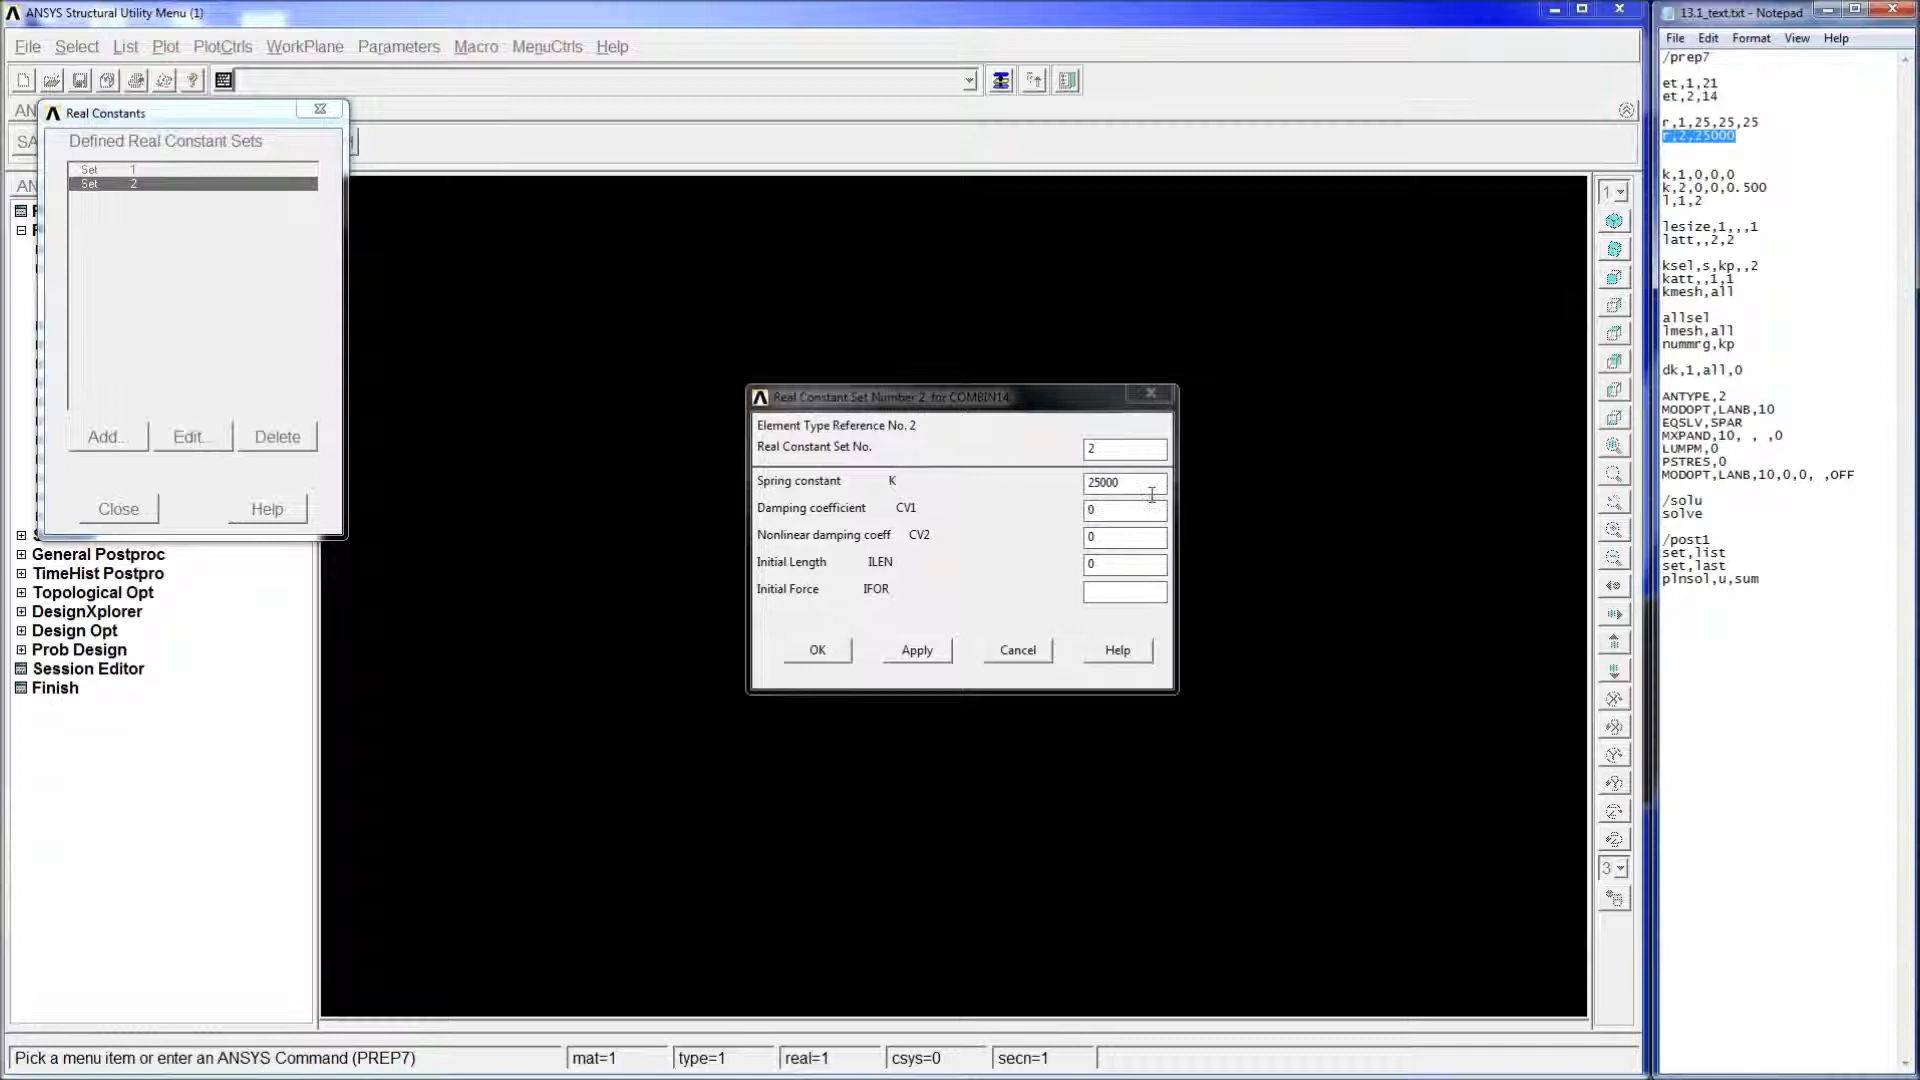 ANSYS Structural Utility Menu (1)
File Select List Plot PlotCtrls WorkPlane Parameters Macro MenuCtrls Help
AN
SA
AN
Real Constants
Defined Real Constant Sets
Set 1
Set 2
Add...
Edit...
Delete
Close
Help
General Postproc
TimeHist Postpro
Topological Opt
DesignXplorer
Design Opt
Prob Design
Session Editor
Finish
Real Constant Set Number 2, for COMBIN14
Element Type Reference No. 2
Real Constant Set No. 2
Spring constant K 25000
Damping coefficient CV1 0
Nonlinear damping coeff CV2 0
Initial Length ILEN 0
Initial Force IFOR
OK Apply Cancel Help
1
3
Pick a menu item or enter an ANSYS Command (PREP7)
mat=1
type=1
real=1
csys=0
secn=1
13.1_text.txt - Notepad
File Edit Format View Help
/prep7
et,1,21
et,2,14
r,1,25,25,25
r,2,25000
k,1,0,0,0
k,2,0,0,0.500
l,1,2
lesize,1,,,1
latt,,2,2
ksel,s,kp,,2
katt,,1,1
kmesh,all
allsel
lmesh,all
nummrg,kp
dk,1,all,0
ANTYPE,2
MODOPT,LANB,10
EQSLV,SPAR
MXPAND,10, , ,0
LUMPM,0
PSTRES,0
MODOPT,LANB,10,0,0, ,OFF
/solu
solve
/post1
set,list
set,last
plnsol,u,sum